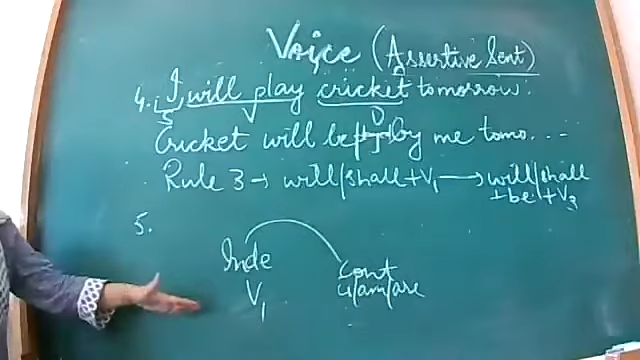 Voice (Assertive Sent)
4. I will play cricket tomorrow.
S V O
Cricket will be by me tomo...
Rule 3 → will/shall + V1 → will/shall
+be + V3
5.
Inde Cont
V1 is/am/are